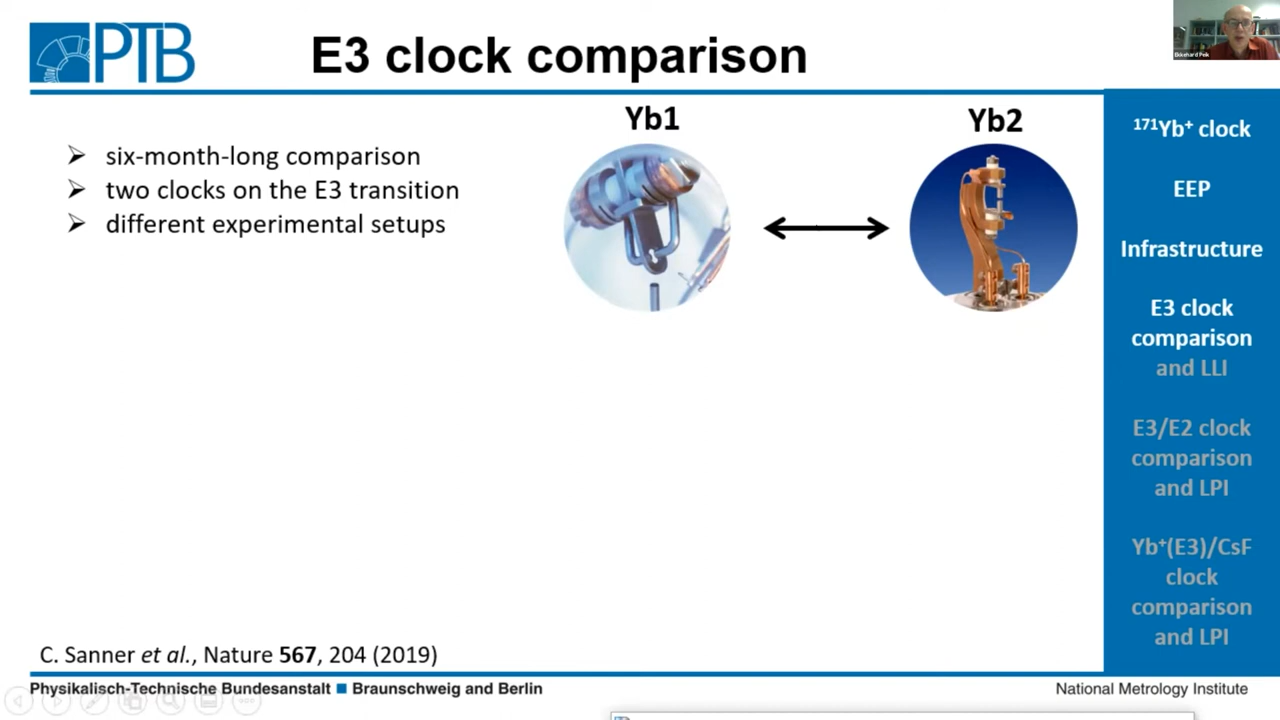 PTB
E3 clock comparison
Ekkehard Peik
six-month-long comparison
two clocks on the E3 transition
different experimental setups
Yb1
Yb2
171Yb+ clock
EEP
Infrastructure
E3 clock
comparison
and LLI
E3/E2 clock
comparison
and LPI
Yb+(E3)/CsF
clock
comparison
and LPI
C. Sanner et al., Nature 567, 204 (2019)
Physikalisch-Technische Bundesanstalt ■ Braunschweig and Berlin
National Metrology Institute